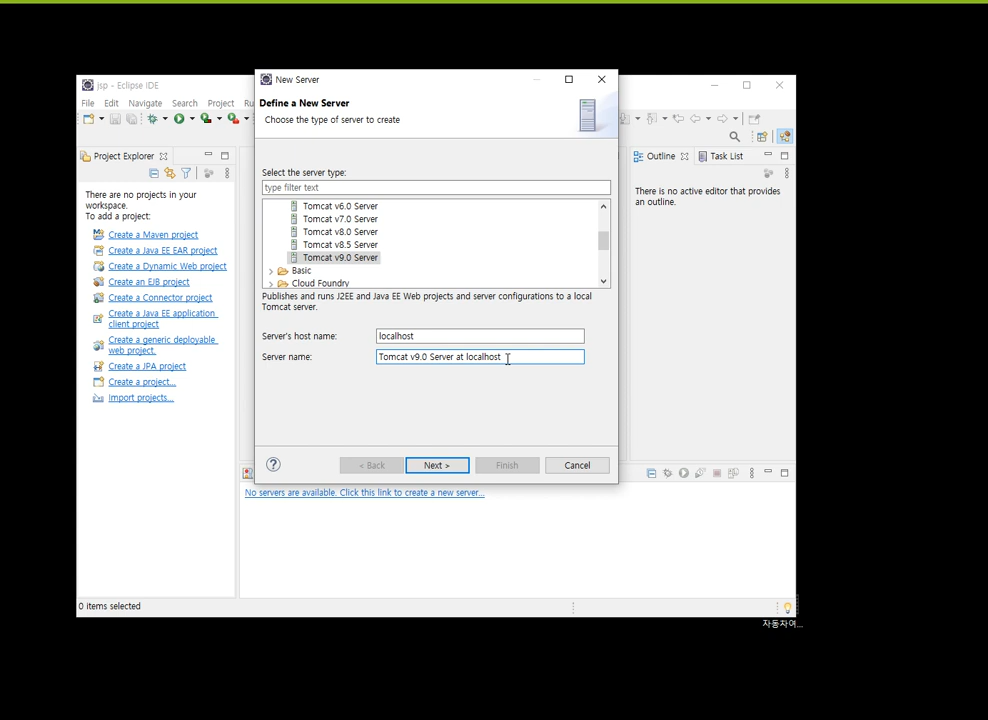 jsp - Eclipse IDE
File Edit Navigate Search Project
New Server
Define a New Server
Choose the type of server to create
Select the server type:
type filter text
Tomcat v6.0 Server
Tomcat v7.0 Server
Tomcat v8.0 Server
Tomcat v8.5 Server
Tomcat v9.0 Server
Basic
Cloud Foundry
Publishes and runs J2EE and Java EE Web projects and server configurations to a local
Tomcat server.
Server's host name: localhost
Server name: Tomcat v9.0 Server at localhost
< Back Next > Finish Cancel
Project Explorer
There are no projects in your
workspace.
To add a project:
Create a Maven project
Create a Java EE EAR project
Create a Dynamic Web project
Create an EJB project
Create a Connector project
Create a Java EE application
client project
Create a generic deployable
web project.
Create a JPA project
Create a project...
Import projects...
Outline Task List
There is no active editor that provides
an outline.
No servers are available. Click this link to create a new server...
0 items selected
자동차여...